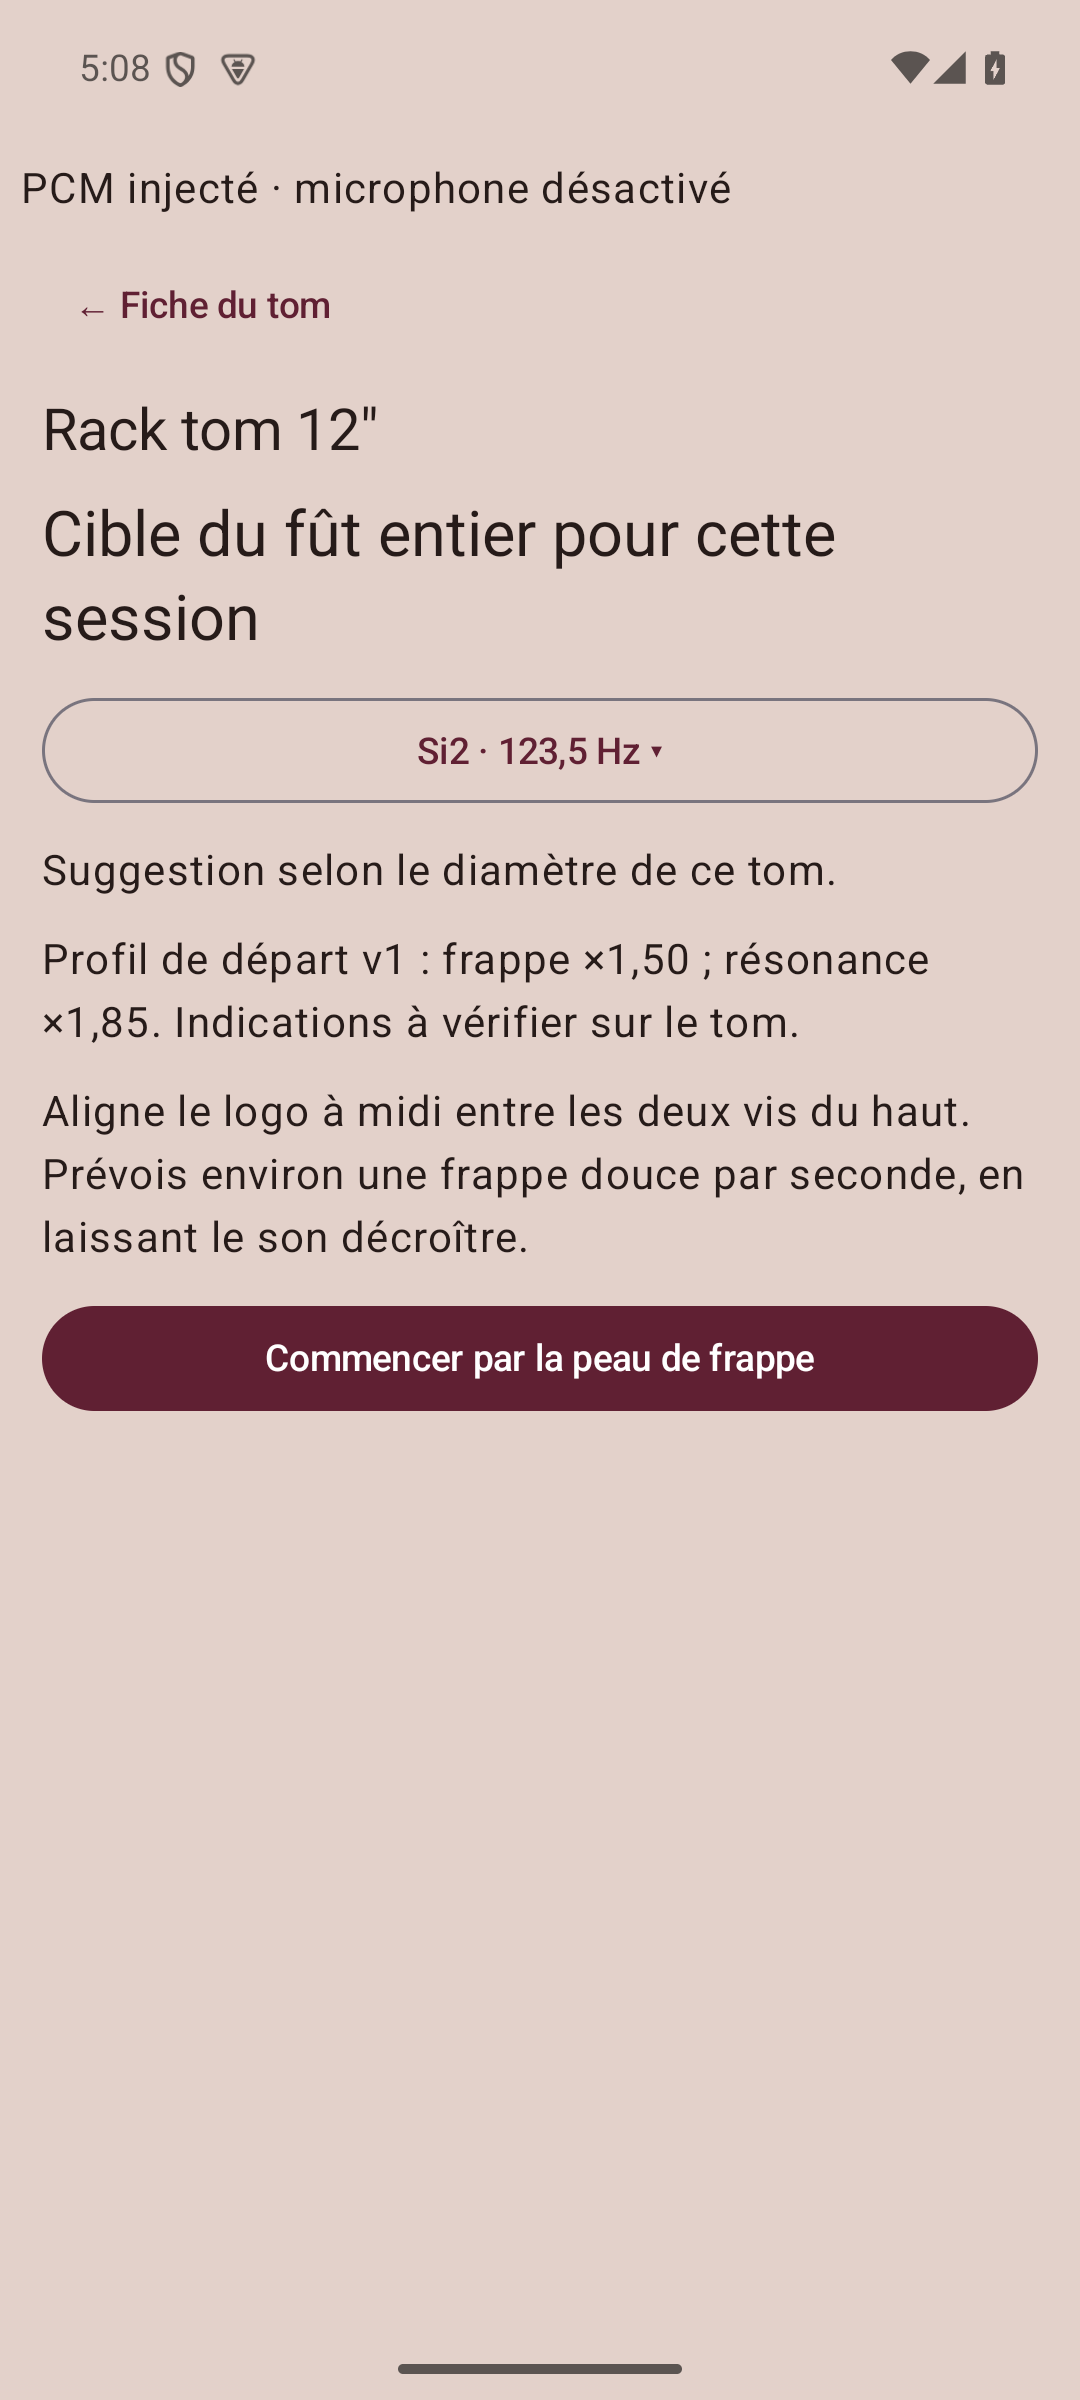 5:08
PCM injecté · microphone désactivé
← Fiche du tom
Rack tom 12"
Cible du fût entier pour cette
session
Si2 · 123,5 Hz ▾
Suggestion selon le diamètre de ce tom.
Profil de départ v1 : frappe ×1,50 ; résonance
×1,85. Indications à vérifier sur le tom.
Aligne le logo à midi entre les deux vis du haut.
Prévois environ une frappe douce par seconde, en
laissant le son décroître.
Commencer par la peau de frappe